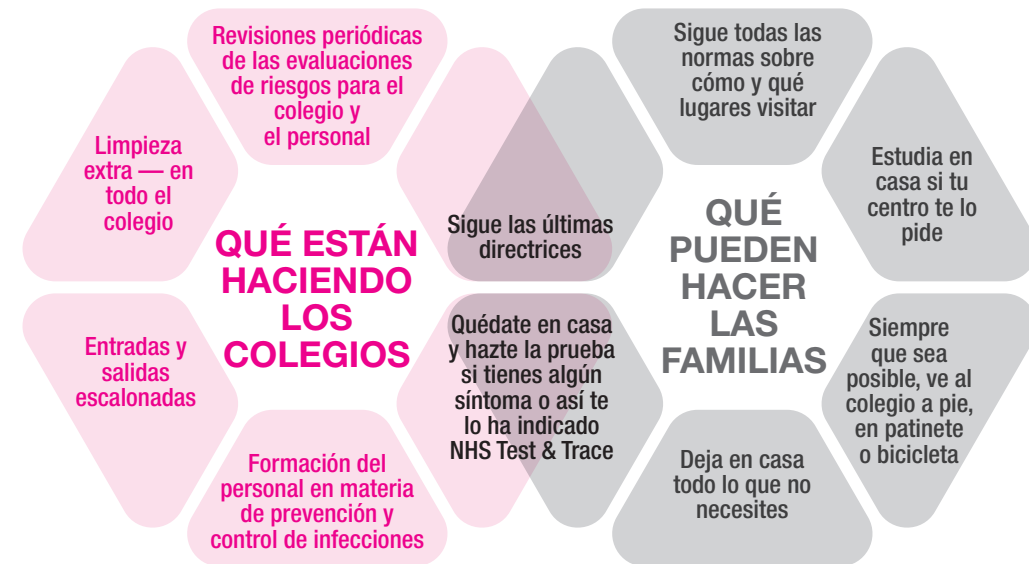 Revisiones periódicas
de las evaluaciones
de riesgos para el
colegio y
el personal
Limpieza
extra — en
todo el
colegio
QUÉ ESTÁN
HACIENDO
LOS
COLEGIOS
Entradas y
salidas
escalonadas
Formación del
personal en materia
de prevención y
control de infecciones
Sigue las últimas
directrices
Quédate en casa
y hazte la prueba
si tienes algún
síntoma o así te
lo ha indicado
NHS Test & Trace
Sigue todas las
normas sobre
cómo y qué
lugares visitar
QUÉ
PUEDEN
HACER
LAS
FAMILIAS
Estudia en
casa si tu
centro te lo
pide
Siempre
que sea
posible, ve al
colegio a pie,
en patinete
o bicicleta
Deja en casa
todo lo que no
necesites